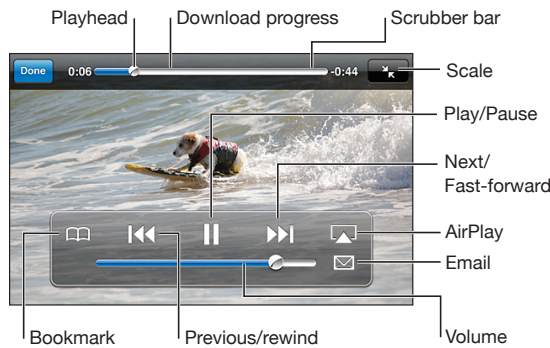 Playhead
Download progress
Scrubber bar
Done
0:06
-0:44
Scale
Play/Pause
Next/
Fast-forward
AirPlay
Email
Bookmark
Previous/rewind
Volume